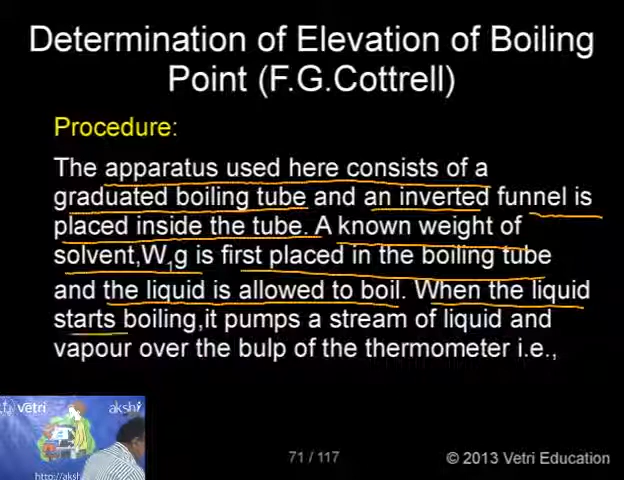 Determination of Elevation of Boiling
Point (F.G.Cottrell)
Procedure:
The apparatus used here consists of a
graduated boiling tube and an inverted funnel is
placed inside the tube. A known weight of
solvent,W₁g is first placed in the boiling tube
and the liquid is allowed to boil. When the liquid
starts boiling,it pumps a stream of liquid and
vapour over the bulp of the thermometer i.e.,
vetri
akshi
http://aksh
71 / 117
© 2013 Vetri Education